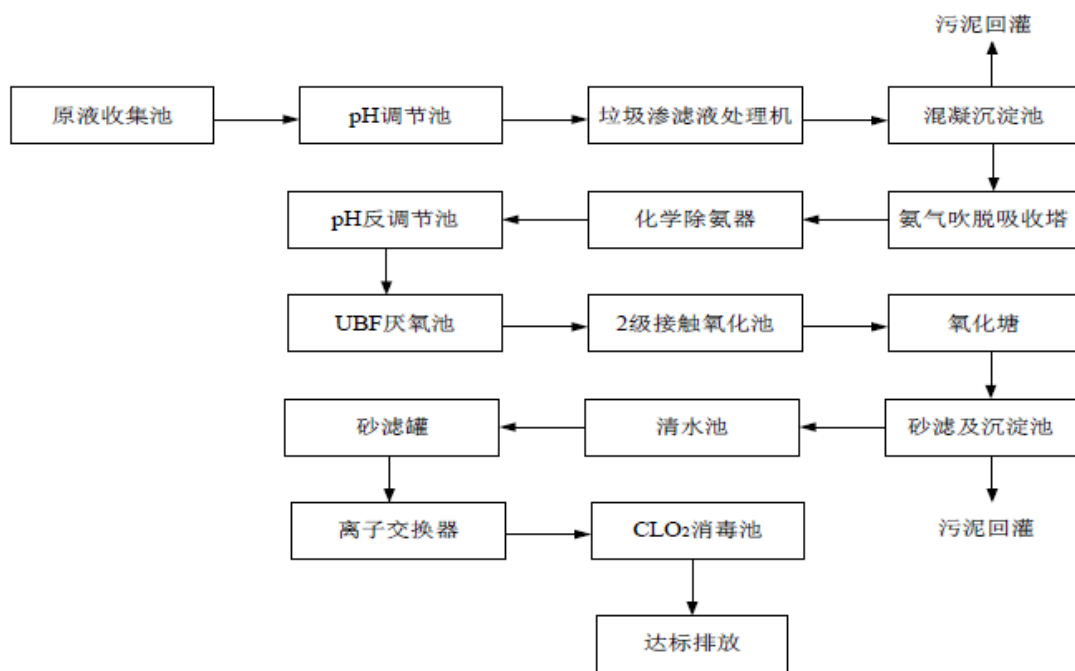 污泥回灌
原液收集池
pH调节池
垃圾渗滤液处理机
混凝沉淀池
pH反调节池
化学除氨器
氨气吹脱吸收塔
UBF厌氧池
2级接触氧化池
氧化塘
砂滤罐
清水池
砂滤及沉淀池
离子交换器
CLO₂消毒池
污泥回灌
达标排放